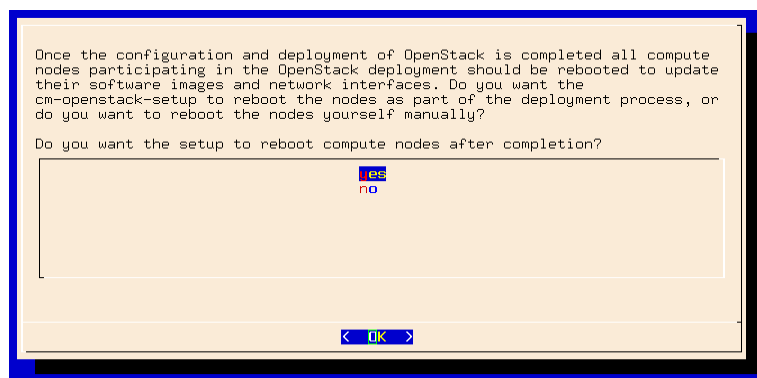 Once the configuration and deployment of OpenStack is completed all compute
nodes participating in the OpenStack deployment should be rebooted to update
their software images and network interfaces. Do you want the
cm-openstack-setup to reboot the nodes as part of the deployment process, or
do you want to reboot the nodes yourself manually?
Do you want the setup to reboot compute nodes after completion?
yes
no
< OK >